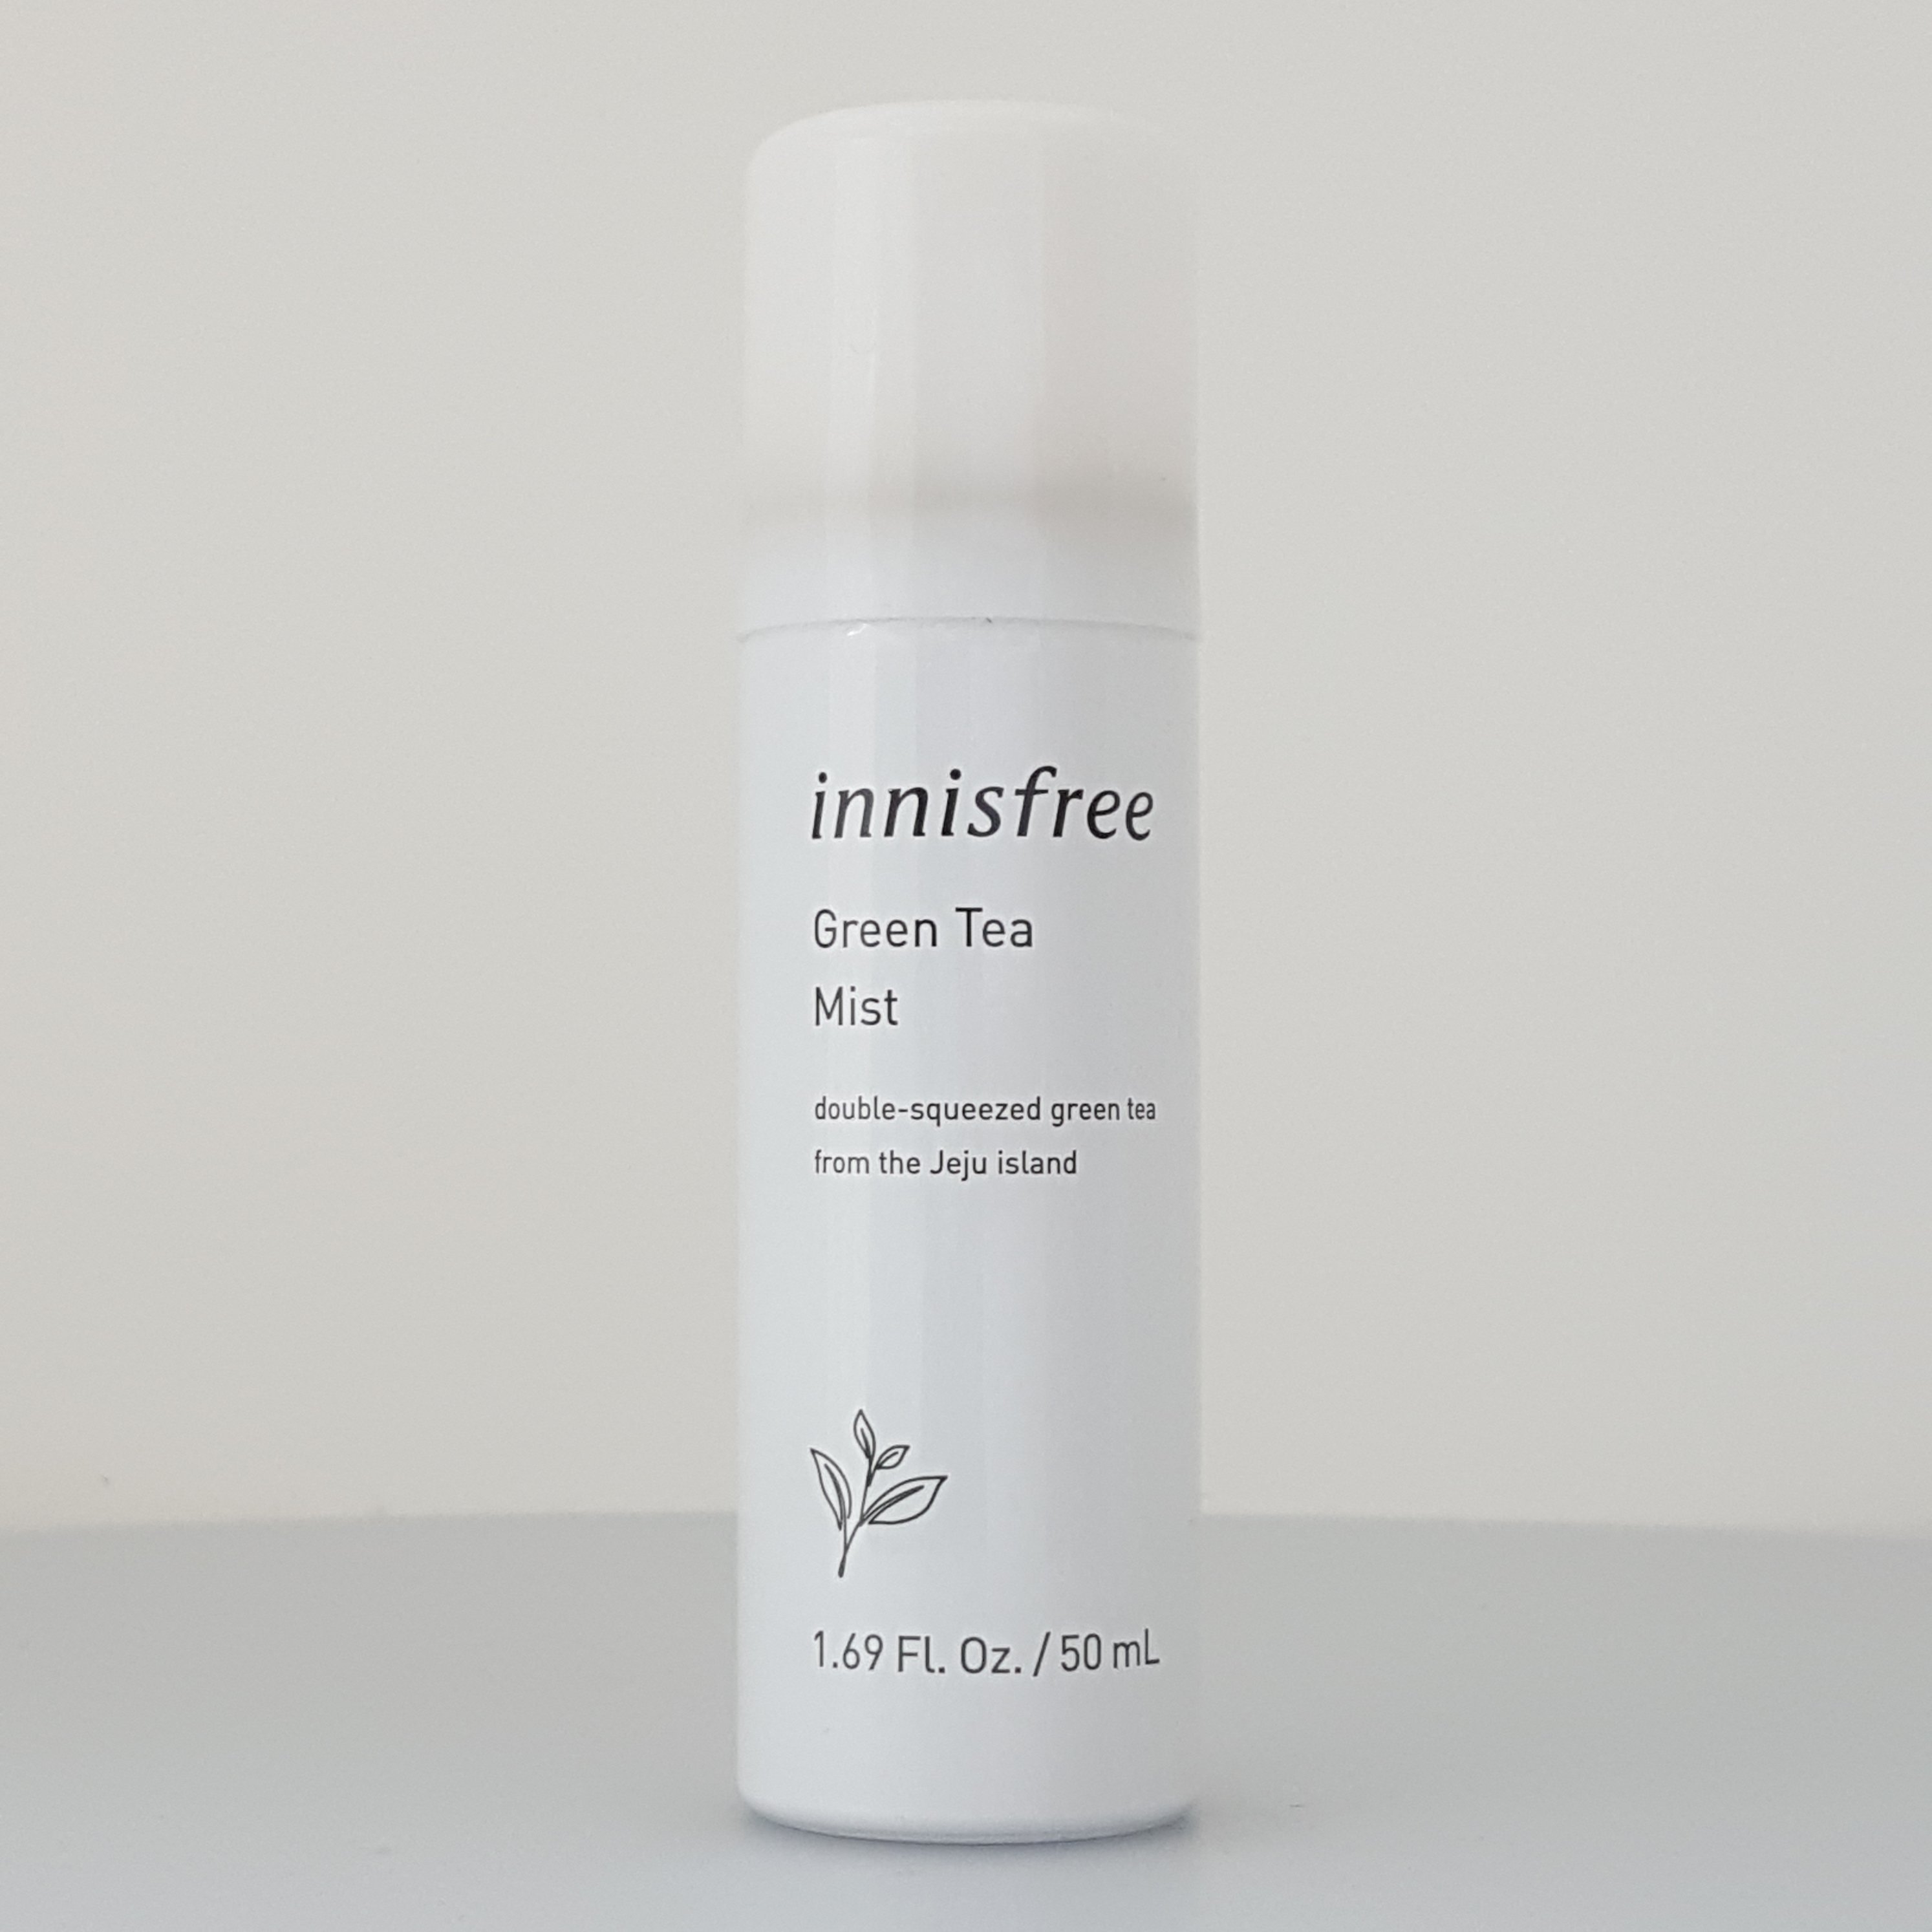 innisfree
Green Tea
Mist
double-squeezed green tea
from the Jeju island
1.69 Fl. Oz. / 50 mL